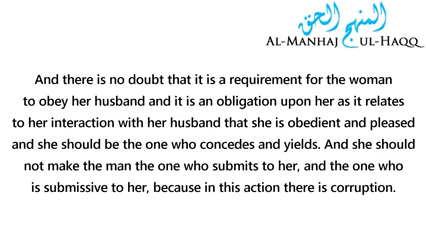 المنهج الحق
AL-MANHAJ UL-HAQQ
And there is no doubt that it is a requirement for the woman
to obey her husband and it is an obligation upon her as it relates
to her interaction with her husband that she is obedient and pleased
and she should be the one who concedes and yields. And she should
not make the man the one who submits to her, and the one who
is submissive to her, because in this action there is corruption.